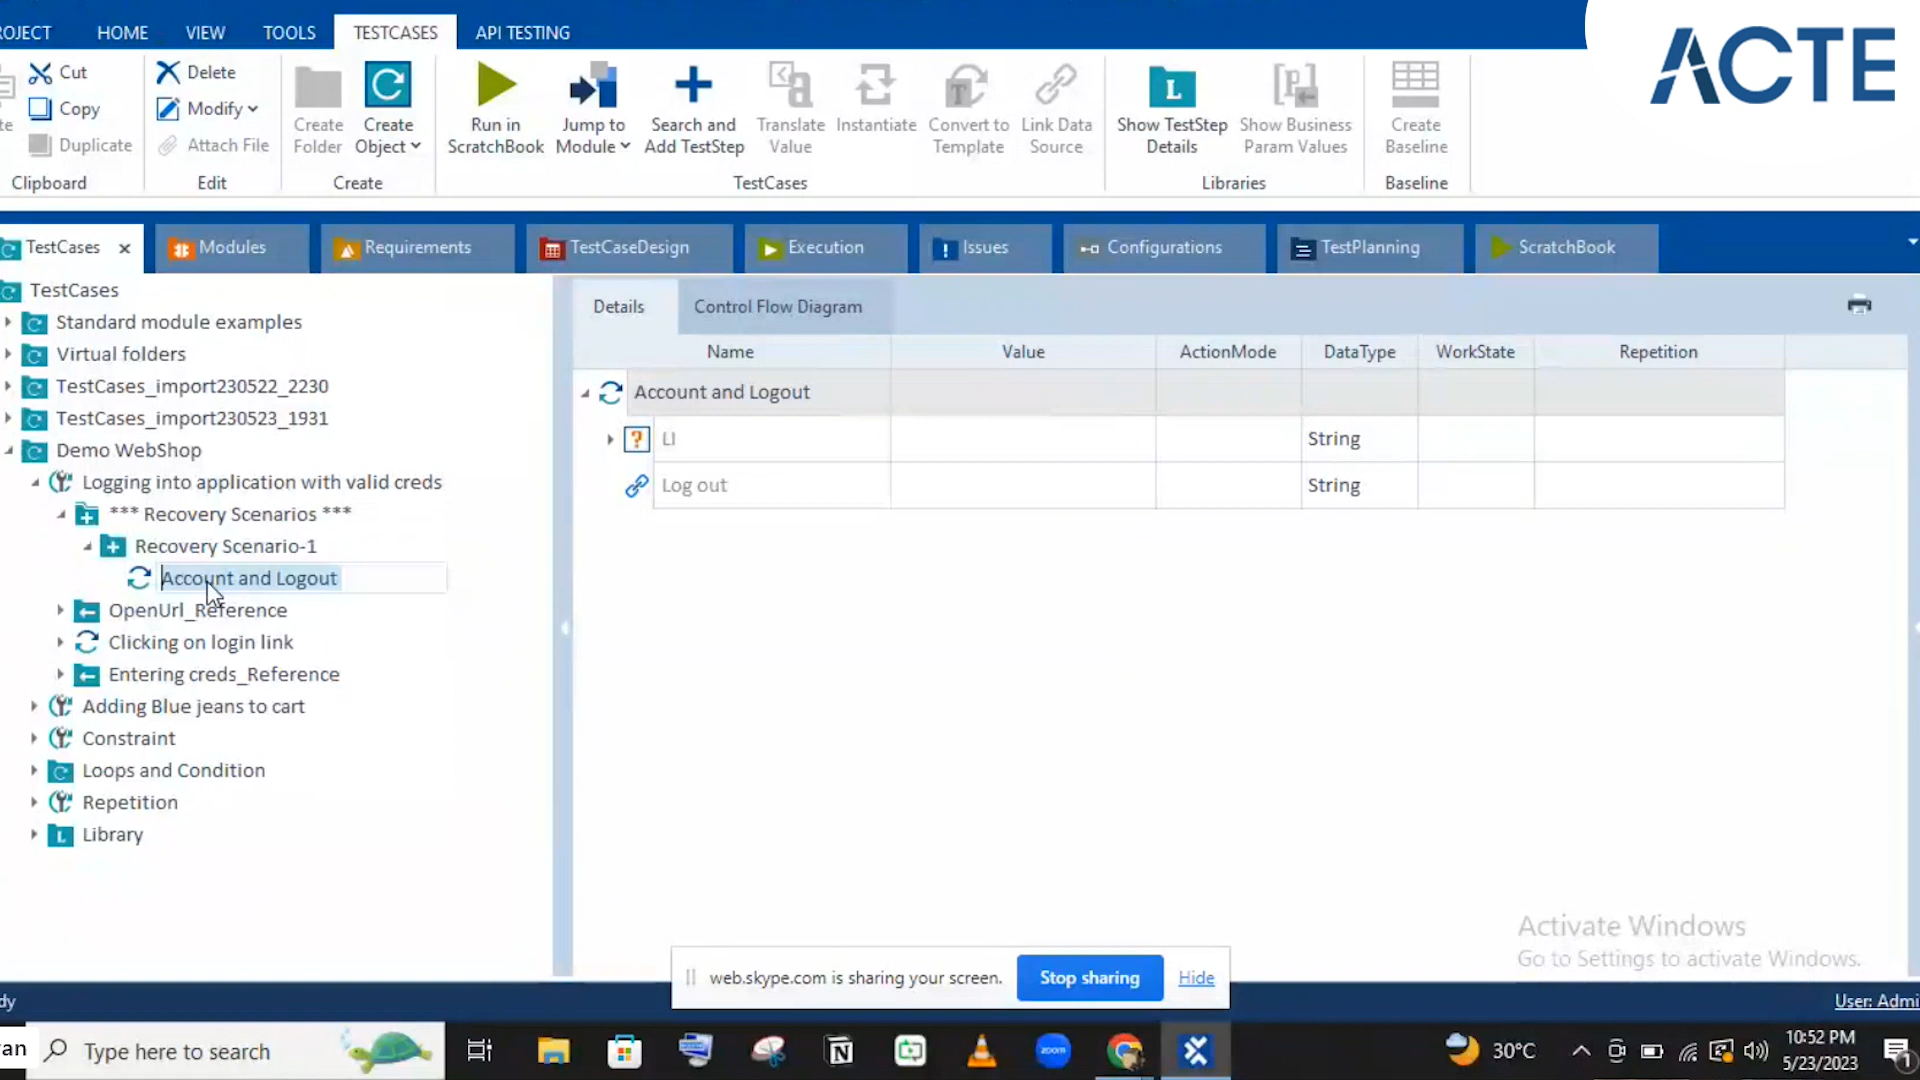 ROJECT HOME VIEW TOOLS TESTCASES API TESTING
ACTE
Cut
Copy
Duplicate
Clipboard
Delete
Modify
Attach File
Edit
Create Folder
Create Object
Create
Run in ScratchBook
Jump to Module
Search and Add TestStep
Translate Value
Instantiate
Convert to Template
Link Data Source
TestCases
Show TestStep Details
Show Business Param Values
Libraries
Create Baseline
Baseline
TestCases Modules Requirements TestCaseDesign Execution Issues Configurations TestPlanning ScratchBook
TestCases
Standard module examples
Virtual folders
TestCases_import230522_2230
TestCases_import230523_1931
Demo WebShop
Logging into application with valid creds
*** Recovery Scenarios ***
Recovery Scenario-1
Account and Logout
OpenUrl_Reference
Clicking on login link
Entering creds_Reference
Adding Blue jeans to cart
Constraint
Loops and Condition
Repetition
Library
Details Control Flow Diagram
Name Value ActionMode DataType WorkState Repetition
Account and Logout
LI String
Log out String
Activate Windows
Go to Settings to activate Windows.
web.skype.com is sharing your screen. Stop sharing Hide
dy
User: Admi
van
Type here to search
zoom
30°C
10:52 PM
5/23/2023
1